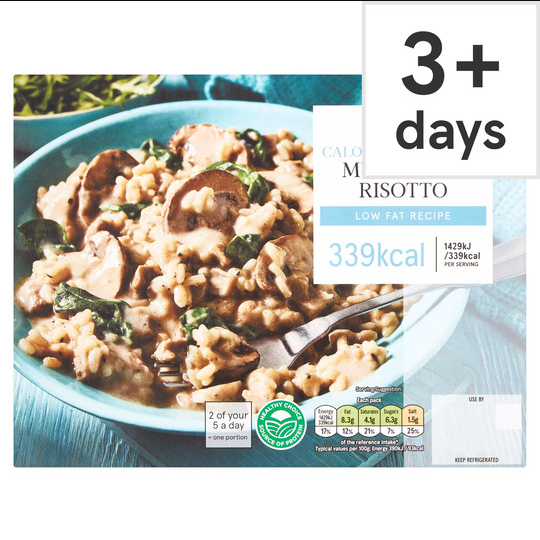 3+
days
RISOTTO
LOW FAT RECIPE
339kcal
1429kJ
/339kcal
PER SERVING
Serving Suggestion
Each pack
2 of your
5 a day
= one portion
HEALTHY CHOICE
SOURCE OF PROTEIN
Energy
1429kJ
339kcal
17%
Fat
8.3g
12%
Saturates
4.1g
21%
Sugars
6.3g
7%
Salt
1.5g
25%
of the reference intake*
Typical values per 100g: Energy 390kJ / 93kcal
USE BY
KEEP REFRIGERATED